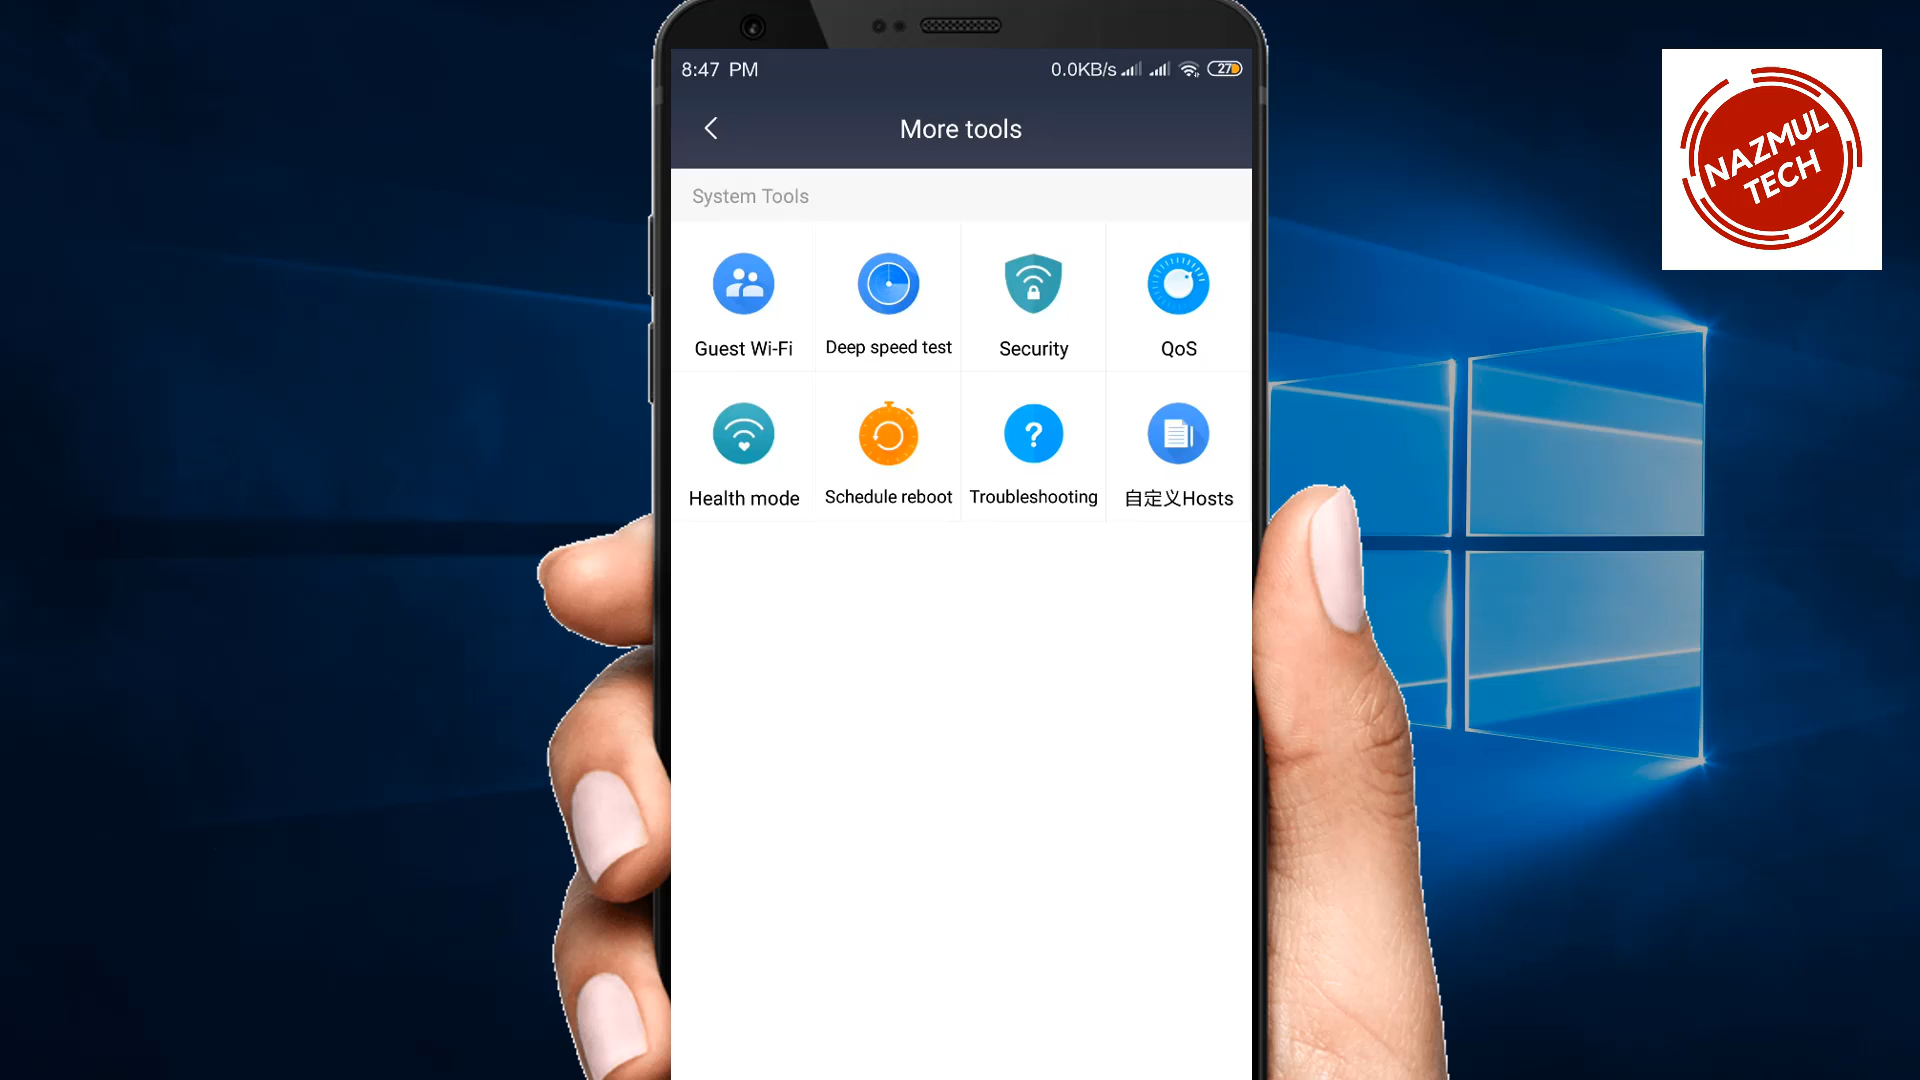 8:47 PM
0.0KB/s
27
More tools
System Tools
Guest Wi-Fi
Deep speed test
Security
QoS
Health mode
Schedule reboot
Troubleshooting
自定义Hosts
NAZMUL
TECH